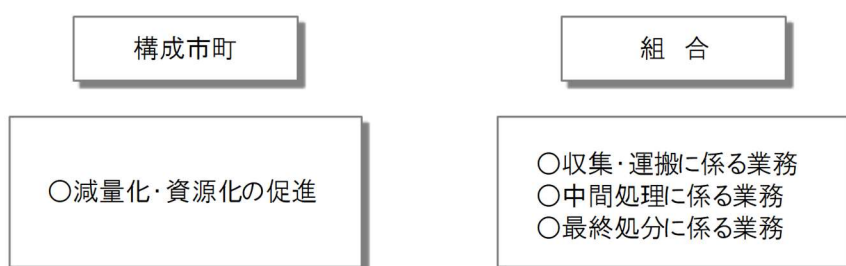 構成市町
組 合
○減量化・資源化の促進
○収集・運搬に係る業務
○中間処理に係る業務
○最終処分に係る業務